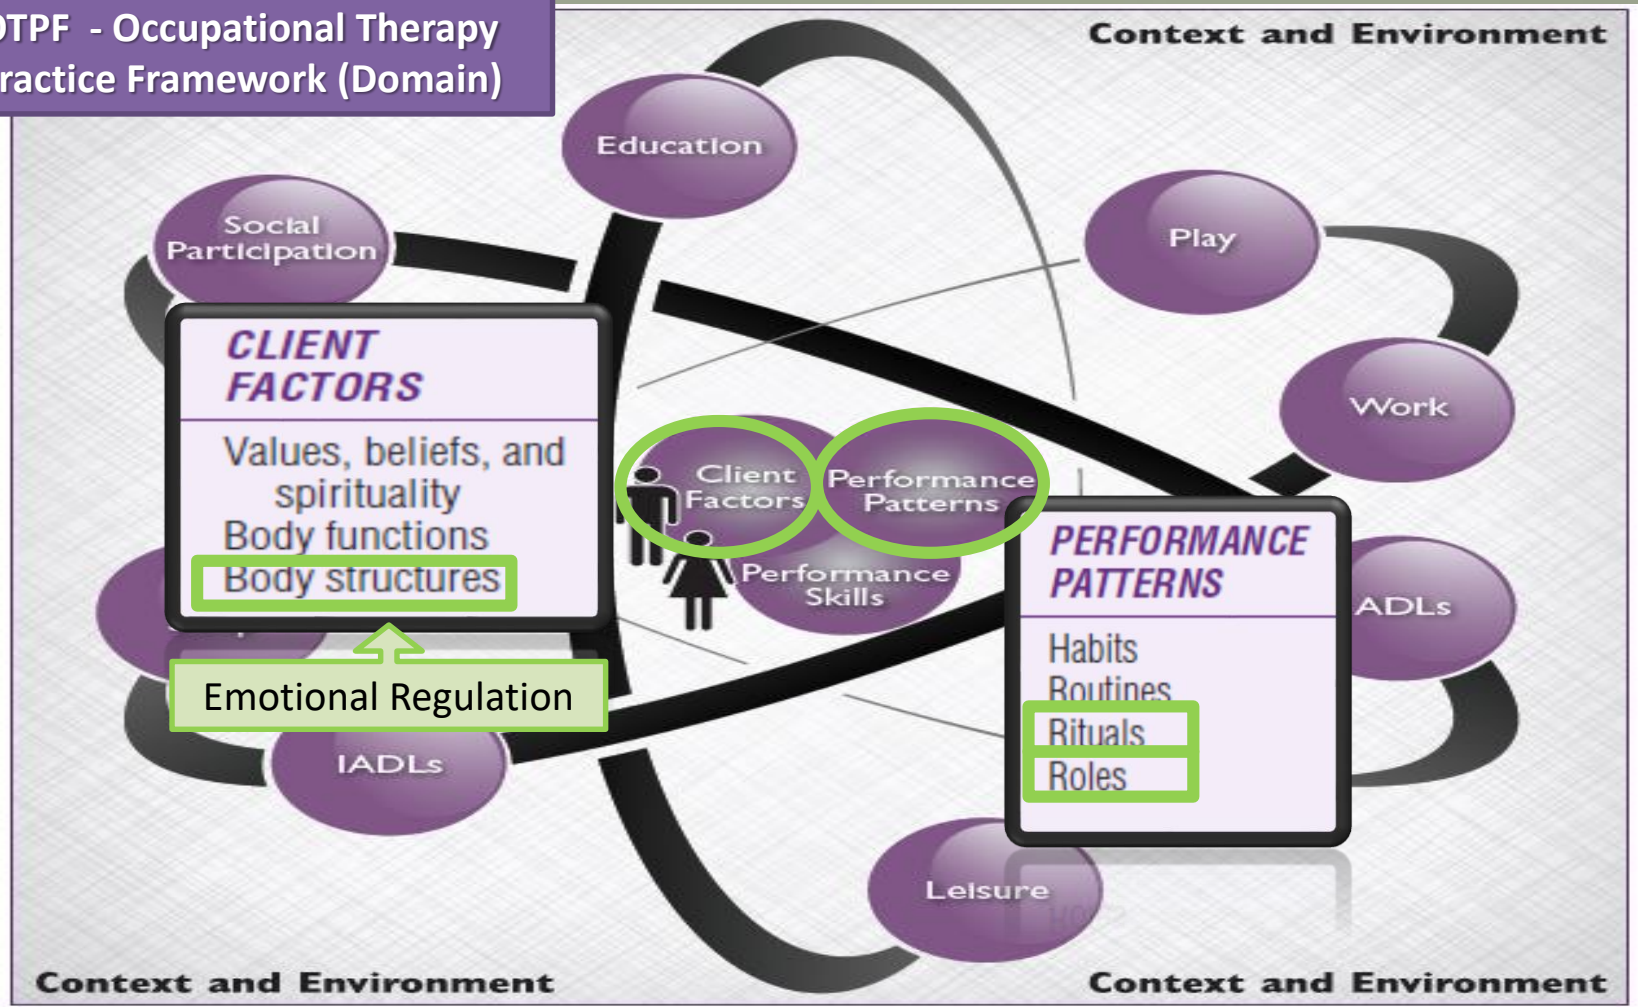 OTPF - Occupational Therapy
Practice Framework (Domain)
Context and Environment
Education
Social
Participation
Play
Work
CLIENT
FACTORS
Values, beliefs, and
spirituality
Body functions
Body structures
Client
Factors
Performance
Patterns
Performance
Skills
PERFORMANCE
PATTERNS
Habits
Routines
Rituals
Roles
ADLs
Emotional Regulation
IADLs
Leisure
Context and Environment
Context and Environment